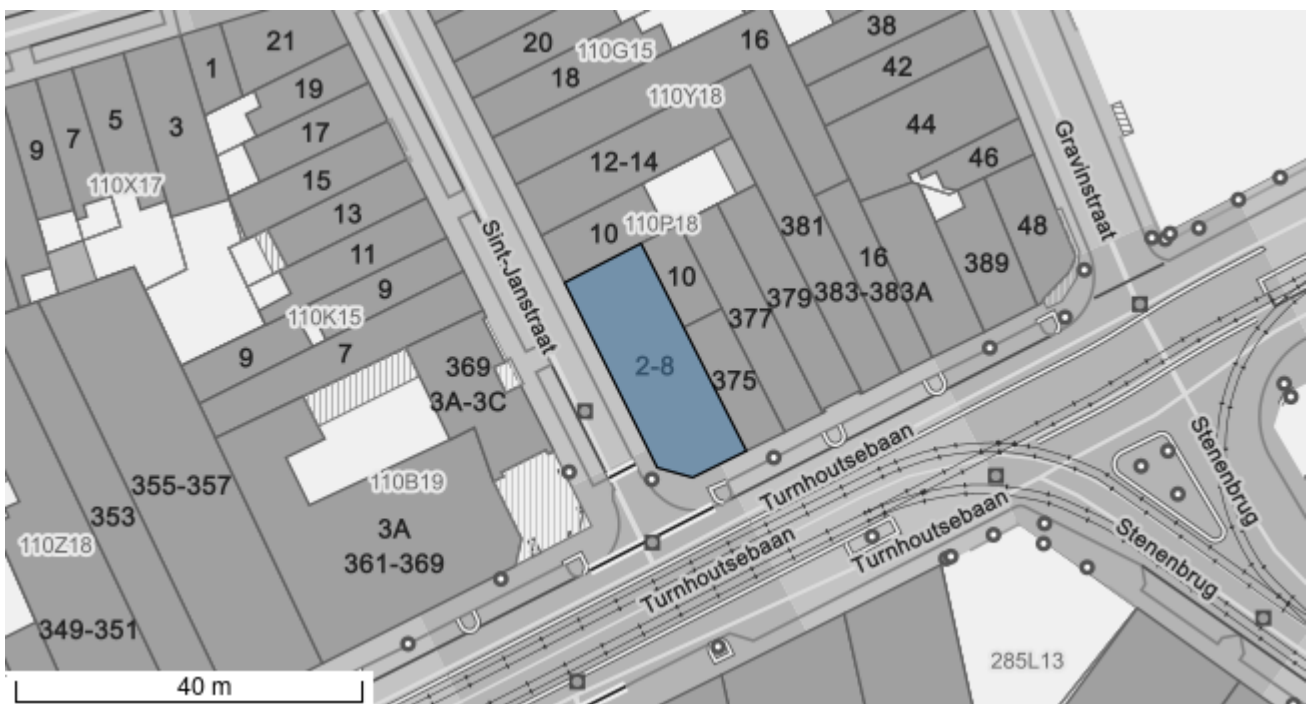 21
38
1
20
16
110G15
42
19
18
5
3
17
110Y18
44
7
9
12-14
46
15
110X17
13
110P18
381
48
Gravinstraat
10
Sint-Janstraat
11
16
389
10
9
379
383-383A
110K15
377
9
7
369
2-8
375
3A-3C
Turnhoutsebaan
Stenenbrug
110B19
355-357
Turnhoutsebaan
353
3A
Stenenbrug
110Z18
361-369
Turnhoutsebaan
349-351
285L13
40 m